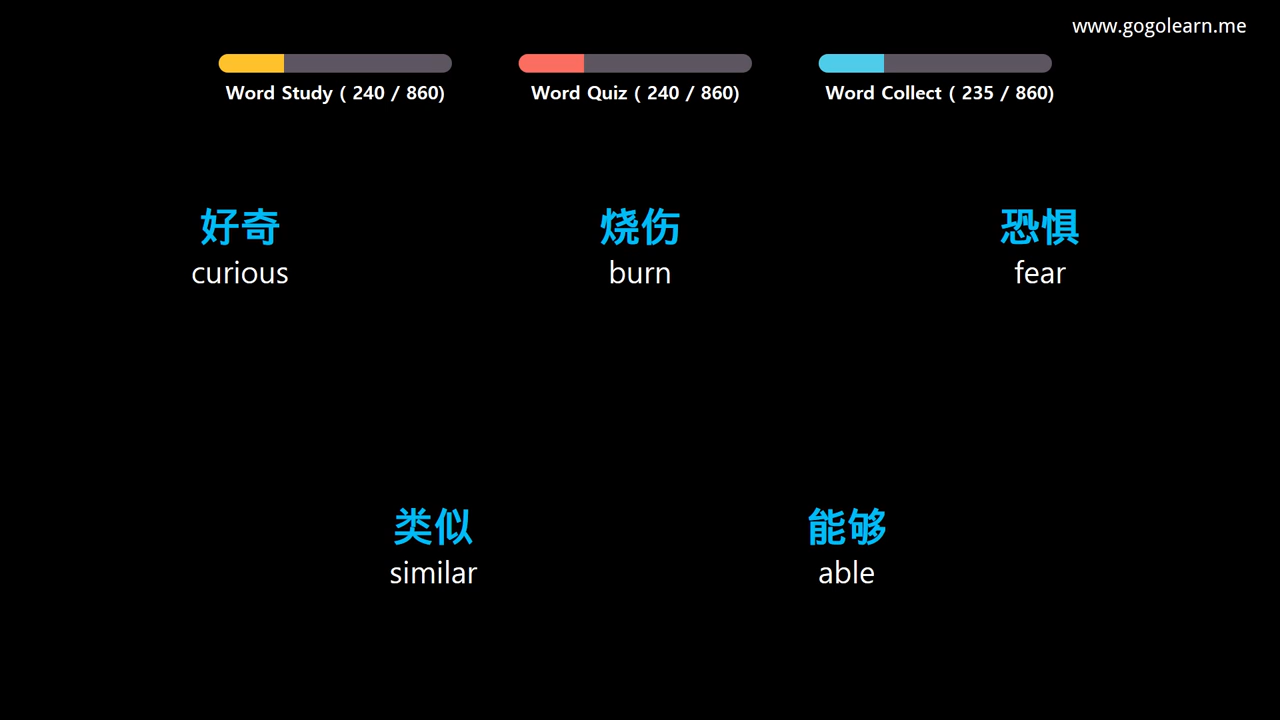 www.gogolearn.me
Word Study ( 240 / 860)
Word Quiz ( 240 / 860)
Word Collect ( 235 / 860)
好奇
curious
烧伤
burn
恐惧
fear
类似
similar
能够
able